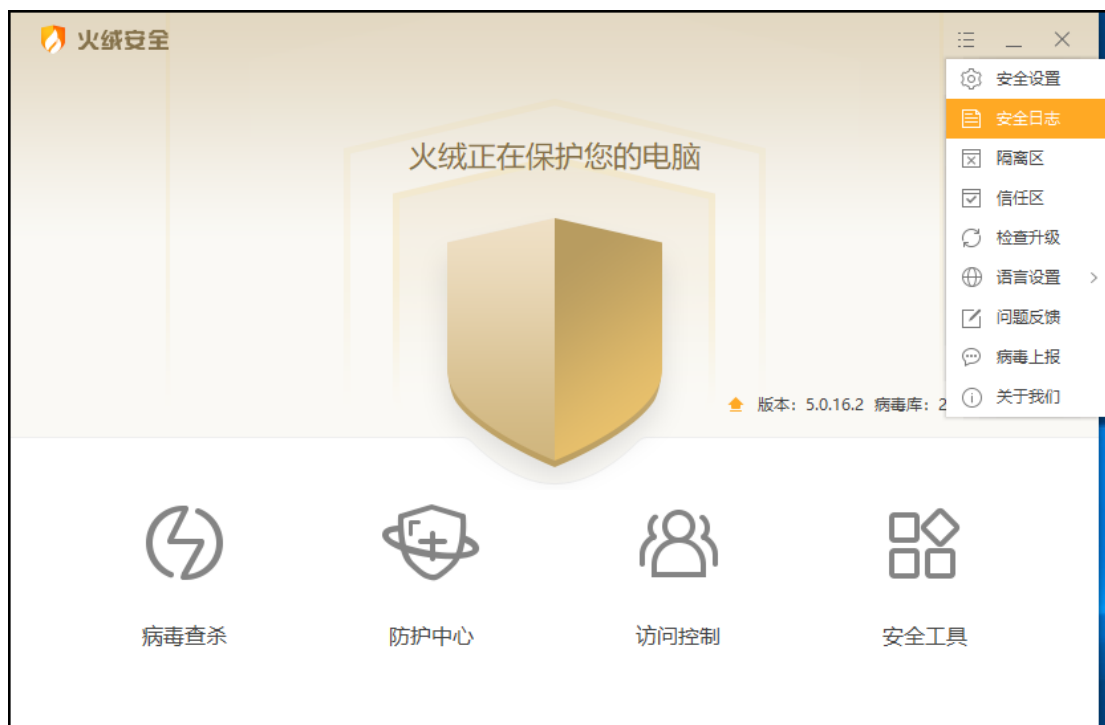 火绒安全
安全设置
安全日志
火绒正在保护您的电脑
隔离区
信任区
检查升级
语言设置
问题反馈
病毒上报
关于我们
版本：5.0.16.2 病毒库：2
病毒查杀
防护中心
访问控制
安全工具